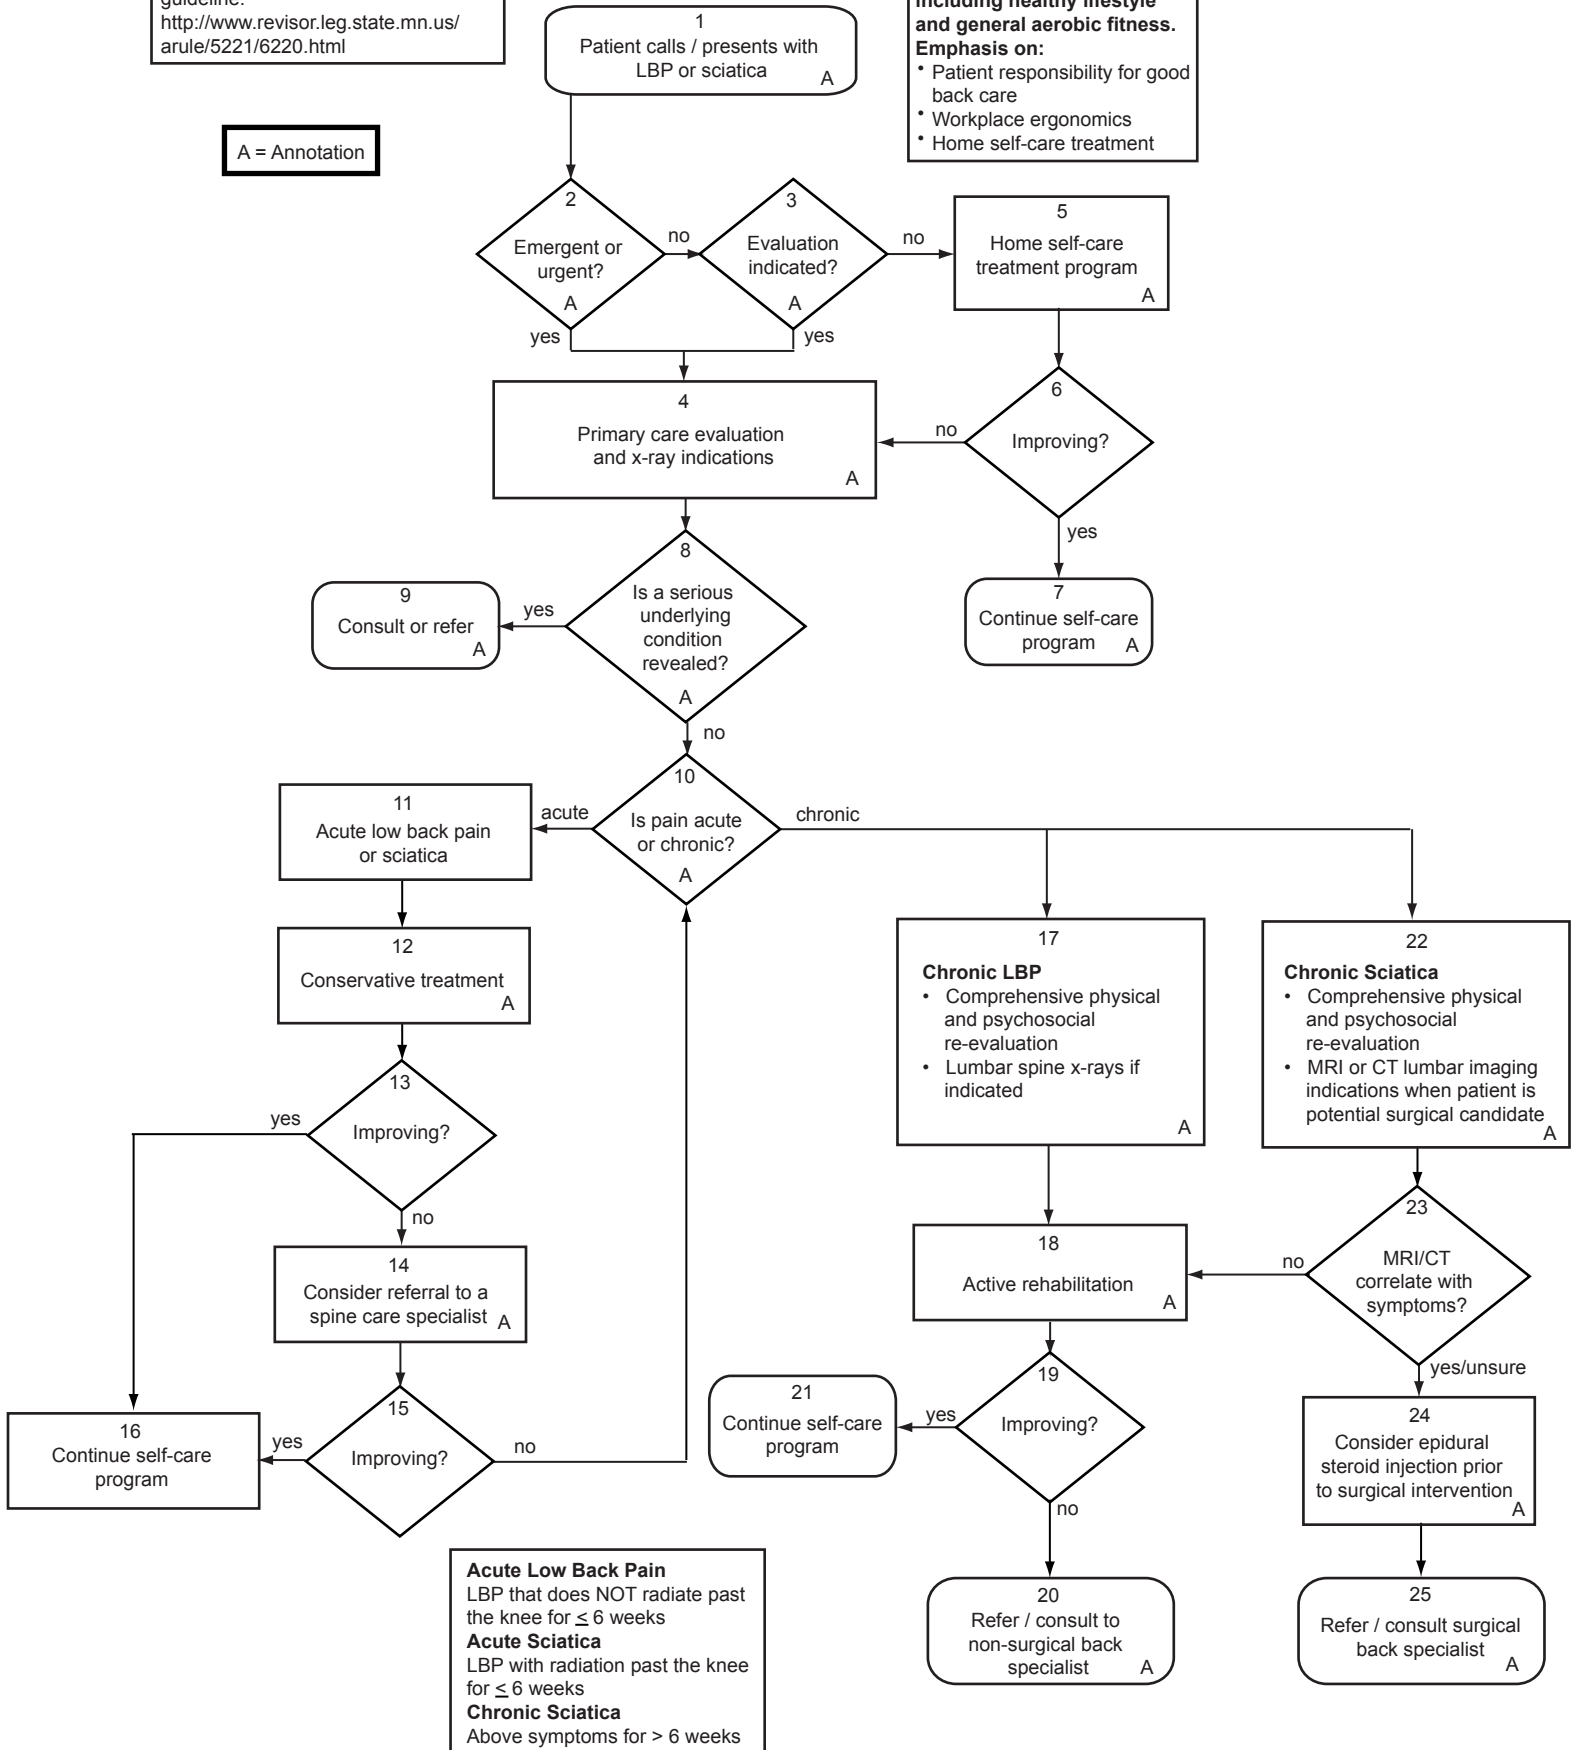 guideline:
http://www.revisor.leg.state.mn.us/
arule/5221/6220.html
1
Patient calls / presents with
LBP or sciatica
A
including healthy lifestyle
and general aerobic fitness.
Emphasis on:
• Patient responsibility for good
back care
• Workplace ergonomics
• Home self-care treatment
A = Annotation
2
Emergent or
urgent?
A
no
yes
3
Evaluation
indicated?
A
no
yes
5
Home self-care
treatment program
A
4
Primary care evaluation
and x-ray indications
A
no
6
Improving?
yes
7
Continue self-care
program A
8
Is a serious
underlying
condition
revealed?
A
yes
no
9
Consult or refer
A
10
Is pain acute
or chronic?
A
acute
chronic
11
Acute low back pain
or sciatica
12
Conservative treatment
A
13
Improving?
yes
no
14
Consider referral to a
spine care specialist A
15
Improving?
yes
no
16
Continue self-care
program
17
Chronic LBP
• Comprehensive physical
and psychosocial
re-evaluation
• Lumbar spine x-rays if
indicated
A
22
Chronic Sciatica
• Comprehensive physical
and psychosocial
re-evaluation
• MRI or CT lumbar imaging
indications when patient is
potential surgical candidate
A
18
Active rehabilitation
A
no
23
MRI/CT
correlate with
symptoms?
yes/unsure
19
Improving?
yes
no
21
Continue self-care
program
24
Consider epidural
steroid injection prior
to surgical intervention
A
20
Refer / consult to
non-surgical back
specialist A
25
Refer / consult surgical
back specialist
A
Acute Low Back Pain
LBP that does NOT radiate past
the knee for ≤ 6 weeks
Acute Sciatica
LBP with radiation past the knee
for ≤ 6 weeks
Chronic Sciatica
Above symptoms for > 6 weeks